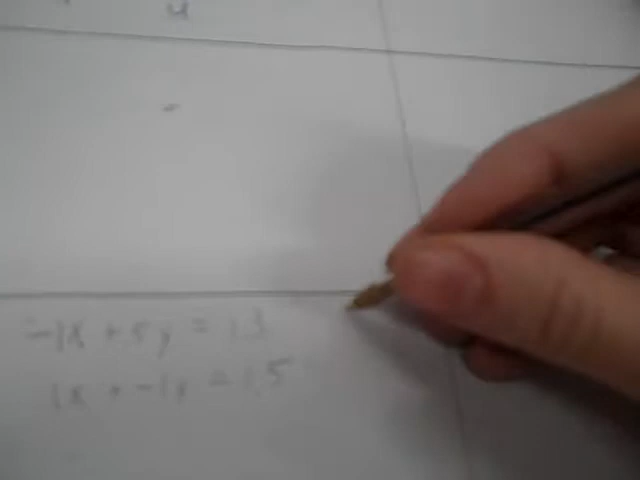 u
-1x + 5y = 13
1x + -1y = 15